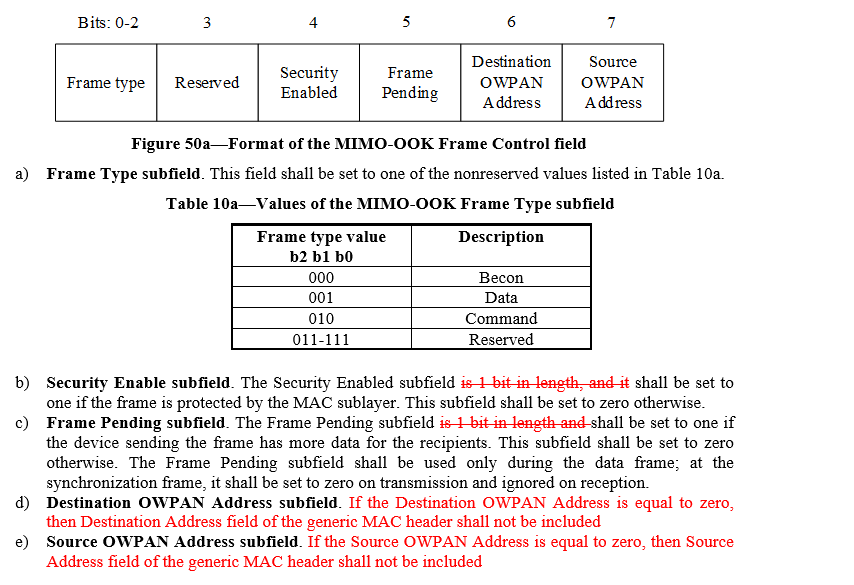 Bits: 0-2 3 4 5 6 7
Frame type Reserved Security Enabled Frame Pending Destination OWPAN Address Source OWPAN Address
Figure 50a—Format of the MIMO-OOK Frame Control field
a) Frame Type subfield. This field shall be set to one of the nonreserved values listed in Table 10a.
Table 10a—Values of the MIMO-OOK Frame Type subfield
Frame type value Description
b2 b1 b0
000 Becon
001 Data
010 Command
011-111 Reserved
b) Security Enable subfield. The Security Enabled subfield is 1 bit in length, and it shall be set to
one if the frame is protected by the MAC sublayer. This subfield shall be set to zero otherwise.
c) Frame Pending subfield. The Frame Pending subfield is 1 bit in length and shall be set to one if
the device sending the frame has more data for the recipients. This subfield shall be set to zero
otherwise. The Frame Pending subfield shall be used only during the data frame; at the
synchronization frame, it shall be set to zero on transmission and ignored on reception.
d) Destination OWPAN Address subfield. If the Destination OWPAN Address is equal to zero,
then Destination Address field of the generic MAC header shall not be included
e) Source OWPAN Address subfield. If the Source OWPAN Address is equal to zero, then Source
Address field of the generic MAC header shall not be included